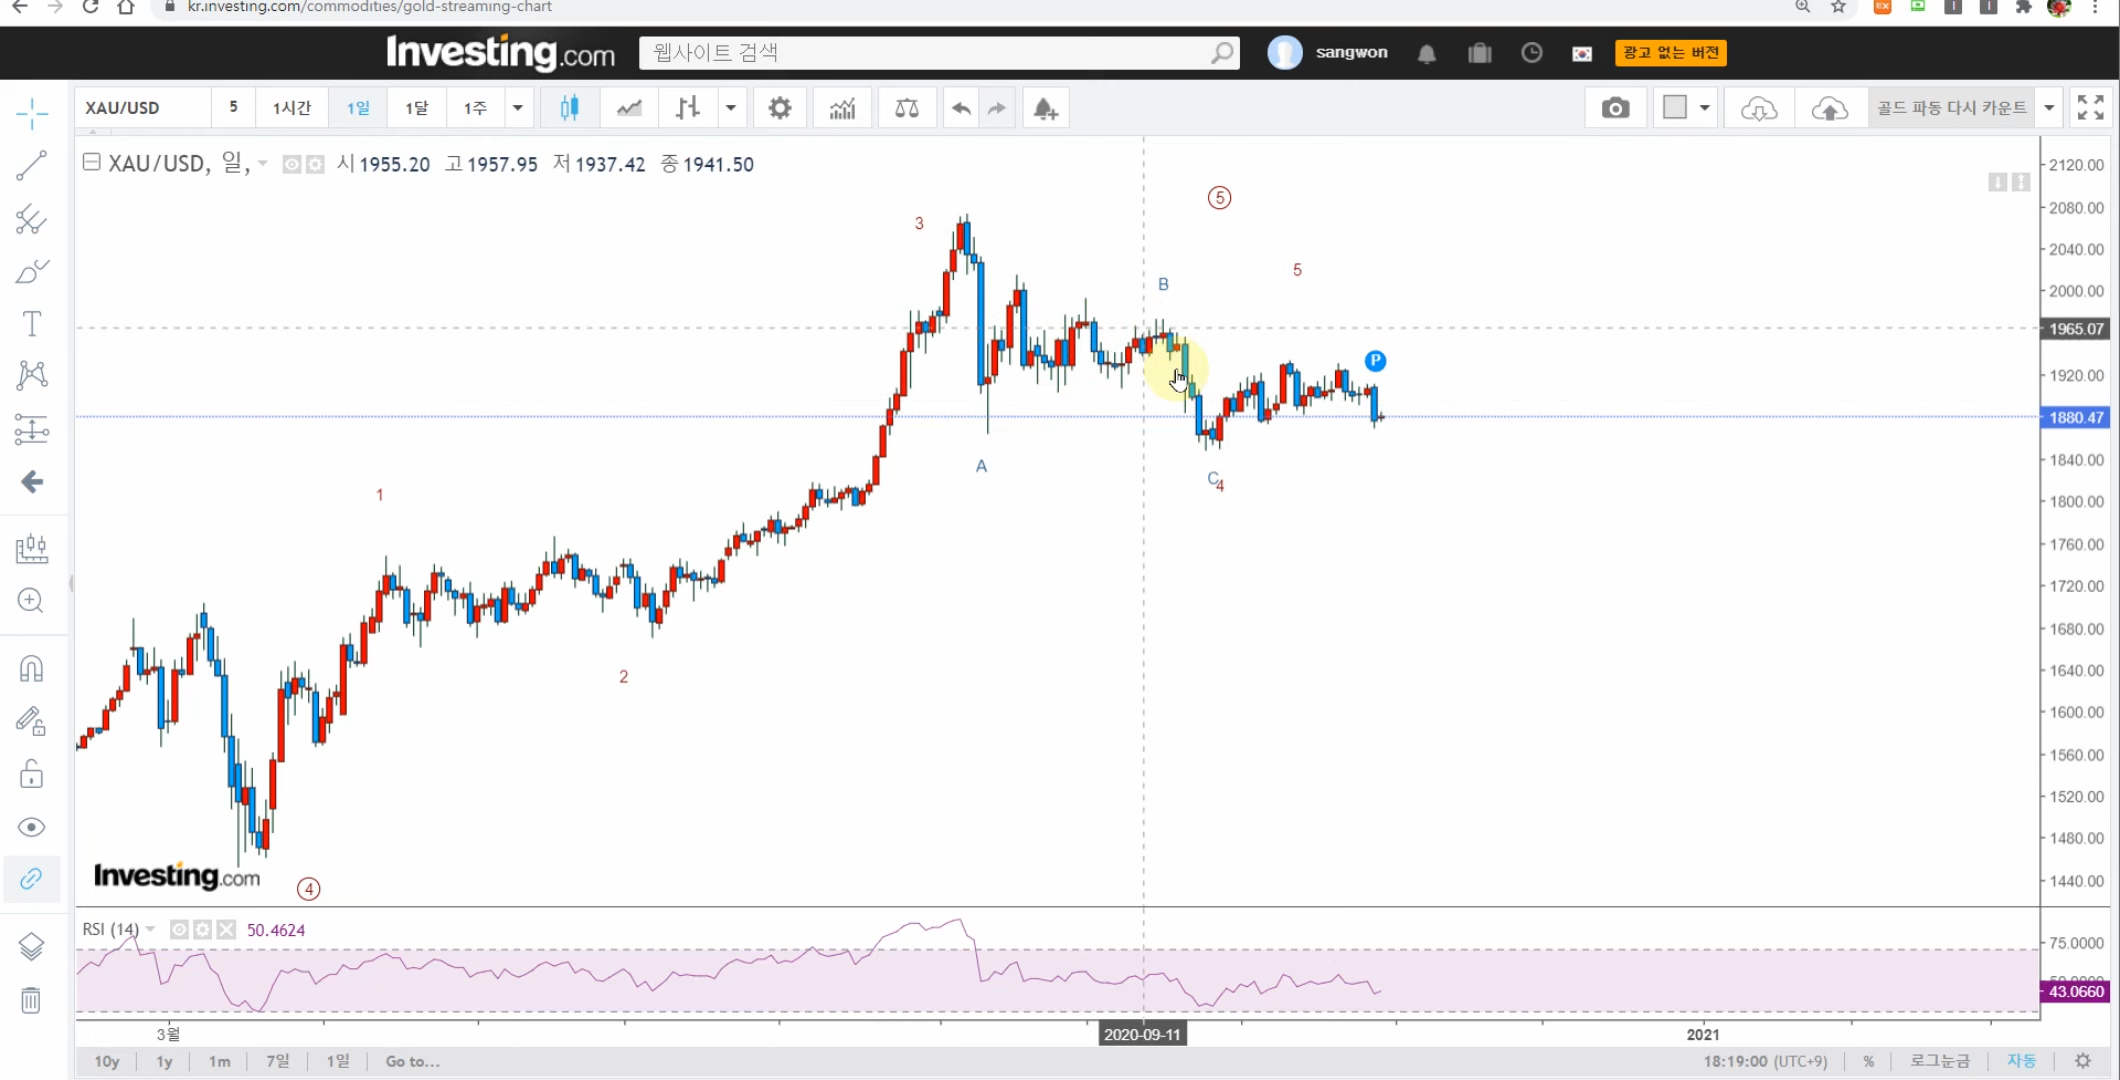 kr.investing.com/commodities/gold-streaming-chart
Investing.com
웹사이트 검색
sangwon
광고 없는 버전
XAU/USD 5 1시간 1일 1달 1주
골드 파동 다시 카운트
XAU/USD, 일, 시 1955.20 고 1957.95 저 1937.42 종 1941.50
2120.00
2080.00
2040.00
2000.00
1965.07
1920.00
1880.47
1840.00
1800.00
1760.00
1720.00
1680.00
1640.00
1600.00
1560.00
1520.00
1480.00
1440.00
5
3
5
B
P
A
C
4
1
2
4
Investing.com
RSI (14) 50.4624
75.0000
43.0660
3월 2020-09-11 2021
10y 1y 1m 7일 1일 Go to...
18:19:00 (UTC+9) % 로그눈금 자동